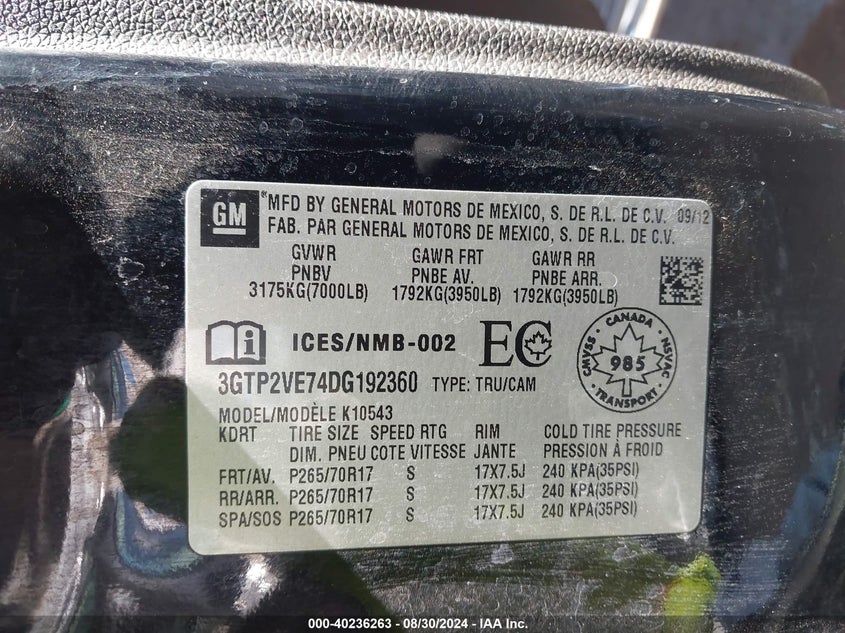 GM
MFD BY GENERAL MOTORS DE MEXICO, S. DE R.L. DE C.V. 09/12
FAB. PAR GENERAL MOTORS DE MEXICO, S. DE R.L. DE C.V.
GVWR GAWR FRT GAWR RR
PNBV PNBE AV. PNBE ARR.
3175KG(7000LB) 1792KG(3950LB) 1792KG(3950LB)
i ICES/NMB-002 EC
CANADA
CMVSS 985 NSVAC
TRANSPORT
3GTP2VE74DG192360 TYPE: TRU/CAM
MODEL/MODÈLE K10543
KDRT TIRE SIZE SPEED RTG RIM COLD TIRE PRESSURE
DIM. PNEU COTE VITESSE JANTE PRESSION À FROID
FRT/AV. P265/70R17 S 17X7.5J 240 KPA(35PSI)
RR/ARR. P265/70R17 S 17X7.5J 240 KPA(35PSI)
SPA/SOS P265/70R17 S 17X7.5J 240 KPA(35PSI)
000-40236263 - 08/30/2024 - IAA Inc.